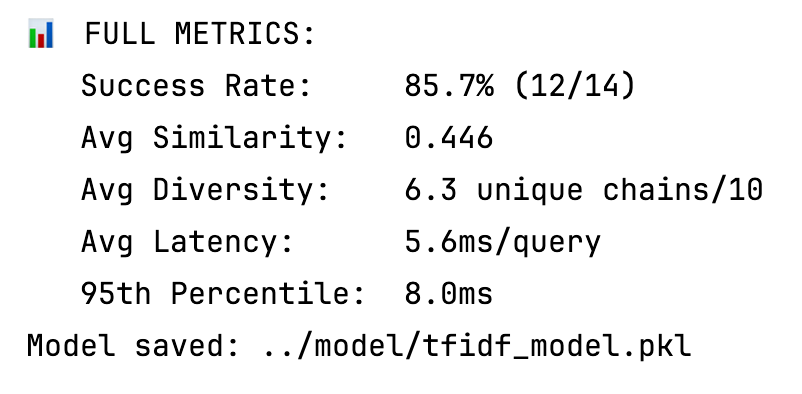 📊 FULL METRICS:
Success Rate: 85.7% (12/14)
Avg Similarity: 0.446
Avg Diversity: 6.3 unique chains/10
Avg Latency: 5.6ms/query
95th Percentile: 8.0ms
Model saved: ../model/tfidf_model.pkl